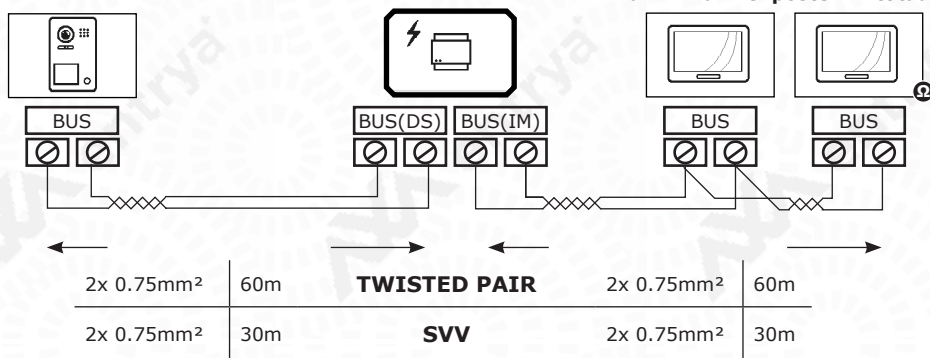 BUS BUS(DS) BUS(IM) BUS BUS
Ω
2x 0.75mm² 60m TWISTED PAIR 2x 0.75mm² 60m
2x 0.75mm² 30m SVV 2x 0.75mm² 30m